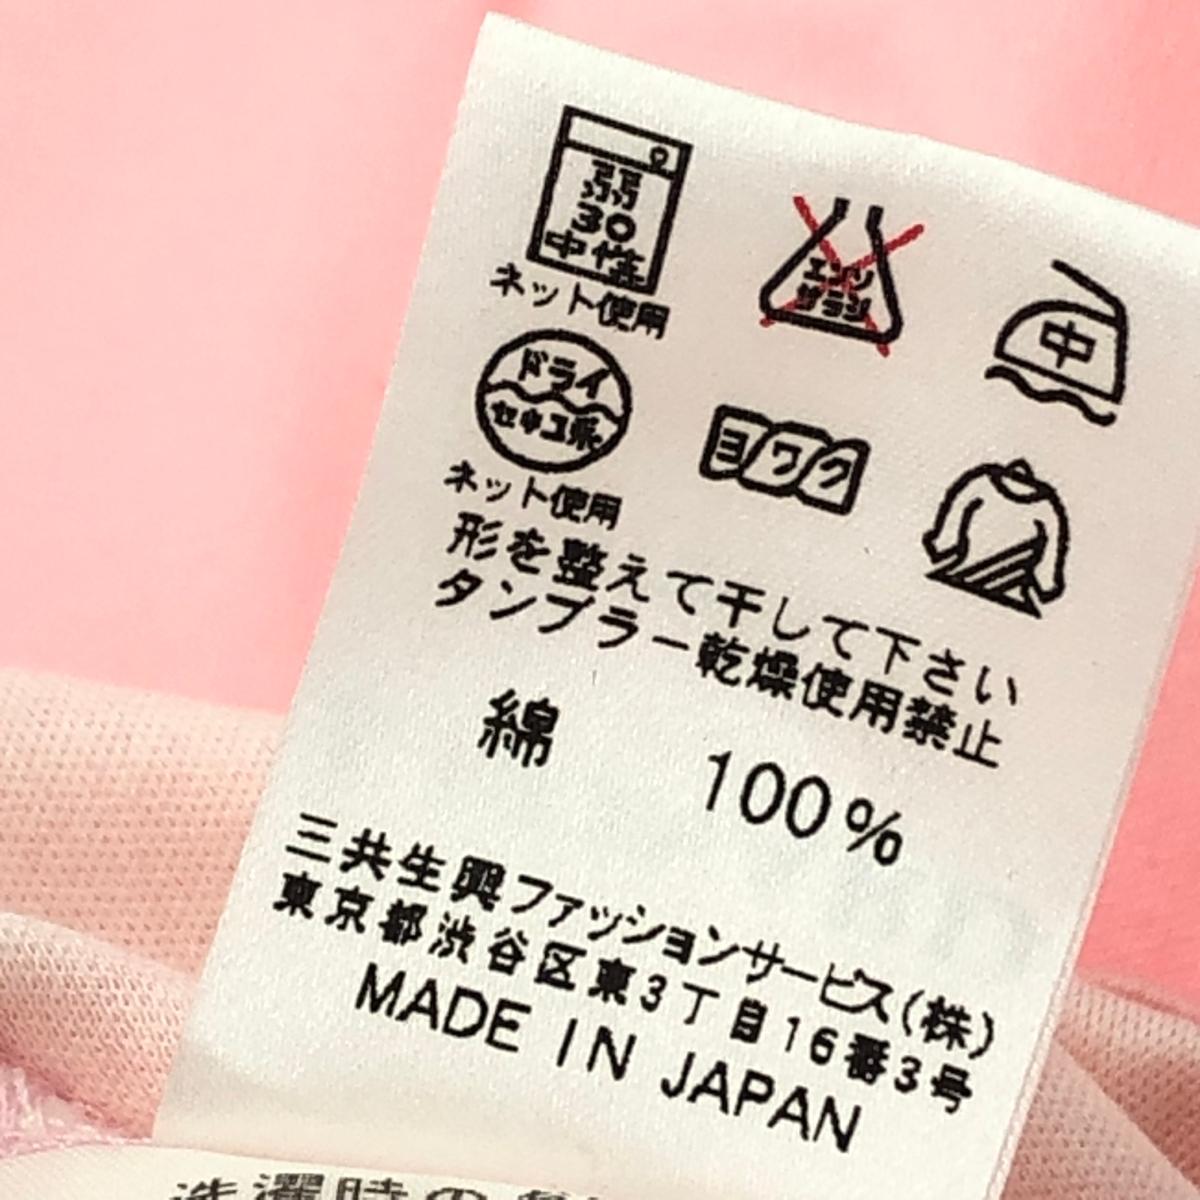 弱
30
中性
ネット使用
エンソ
サラシ
中
ドライ
セキユ系
ネット使用
ヨワク
形を整えて干して下さい
タンブラー乾燥使用禁止
綿 100%
三共生興ファッションサービス(株)
東京都渋谷区東3丁目16番3号
MADE IN JAPAN
洗濯時の